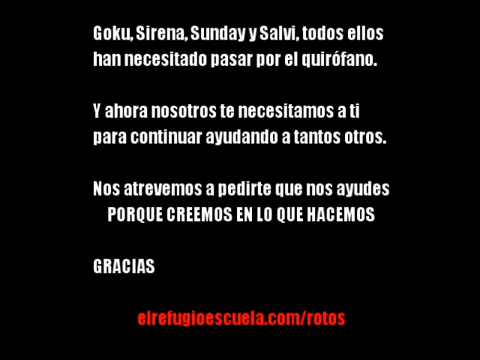 Goku, Sirena, Sunday y Salvi, todos ellos
han necesitado pasar por el quirófano.
Y ahora nosotros te necesitamos a ti
para continuar ayudando a tantos otros.
Nos atrevemos a pedirte que nos ayudes
PORQUE CREEMOS EN LO QUE HACEMOS
GRACIAS
elrefugioescuela.com/rotos